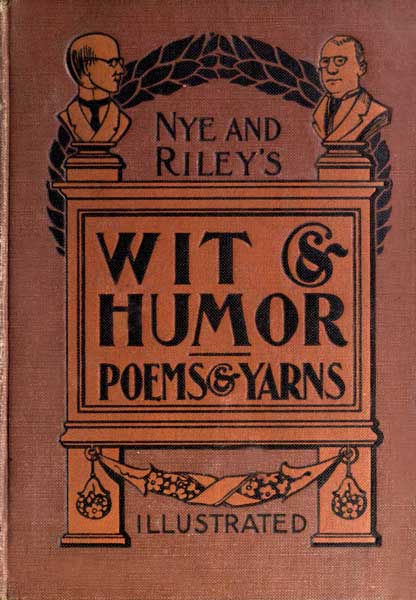 NYE AND
RILEY'S
WIT &
HUMOR
POEMS & YARNS
ILLUSTRATED